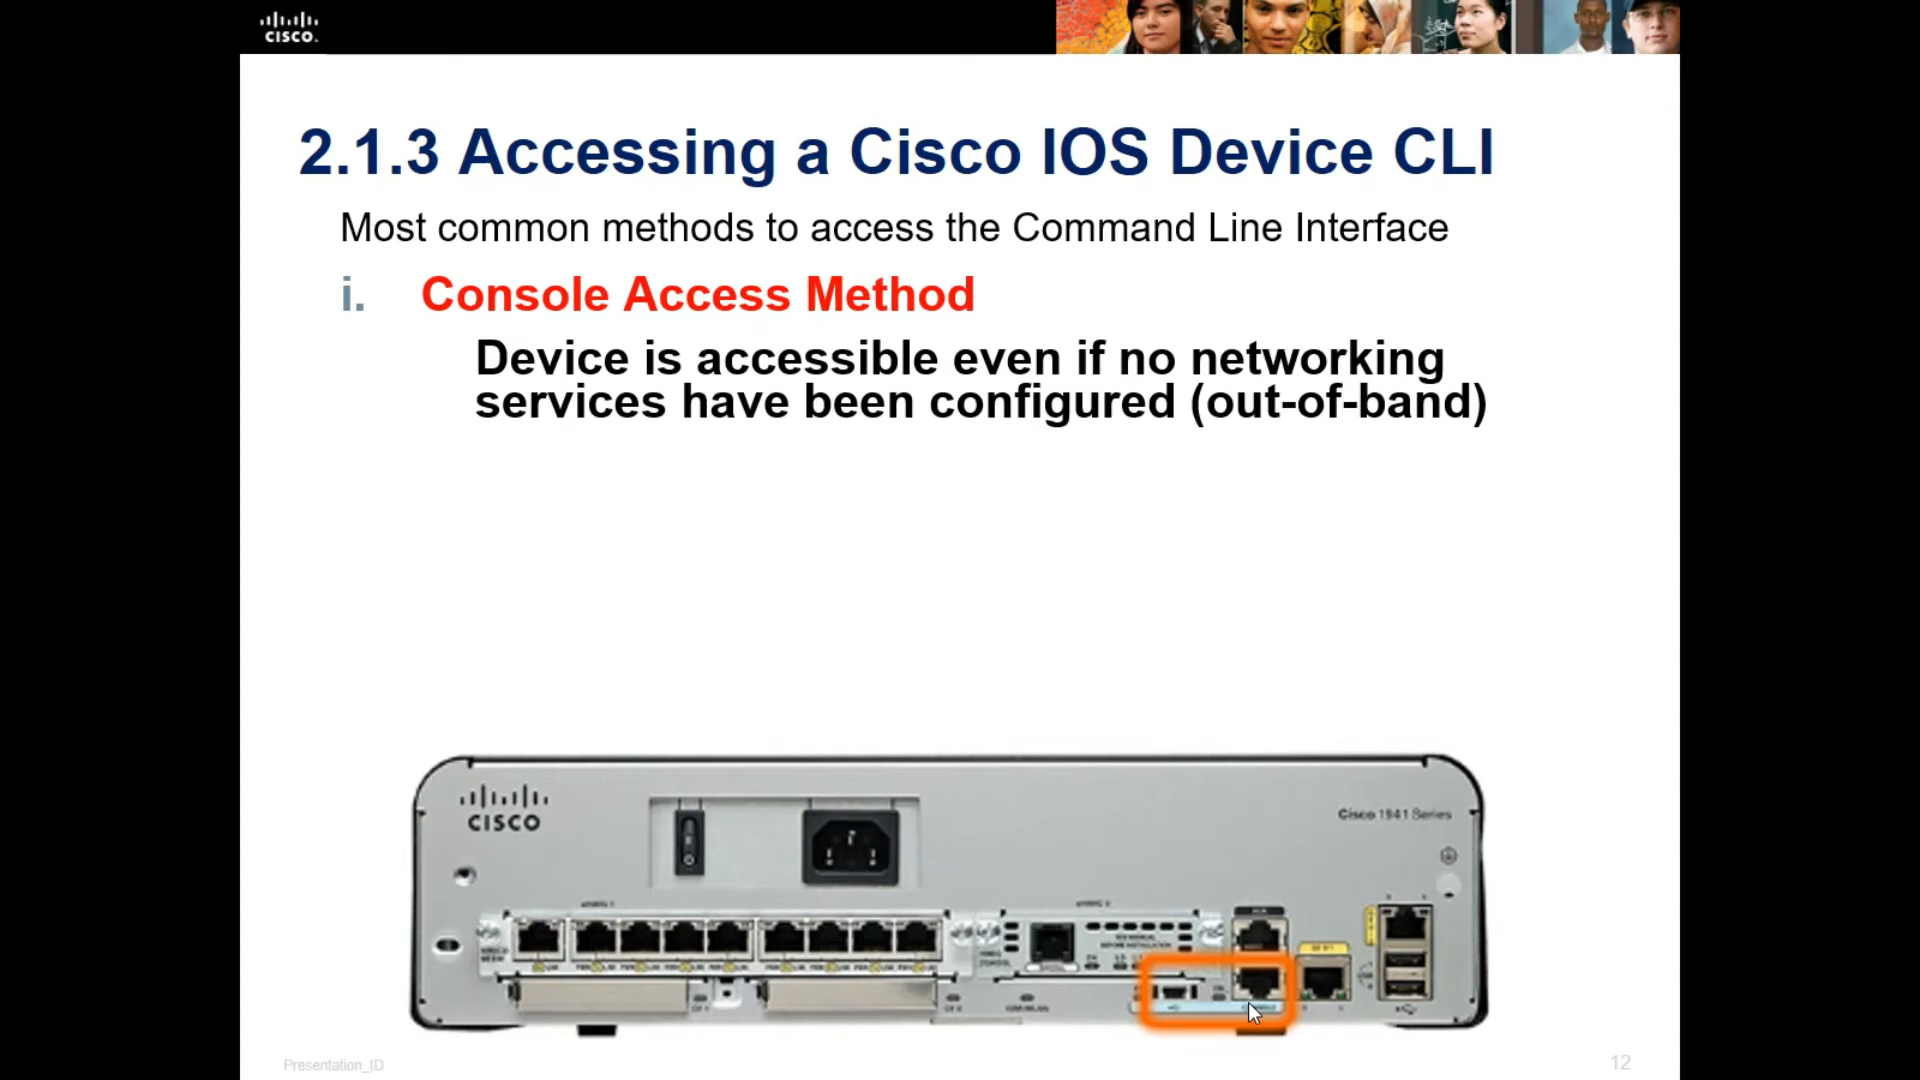 CISCO
2.1.3 Accessing a Cisco IOS Device CLI
Most common methods to access the Command Line Interface
i. Console Access Method
Device is accessible even if no networking
services have been configured (out-of-band)
CISCO
Cisco 1941 Series
Presentation_ID
12